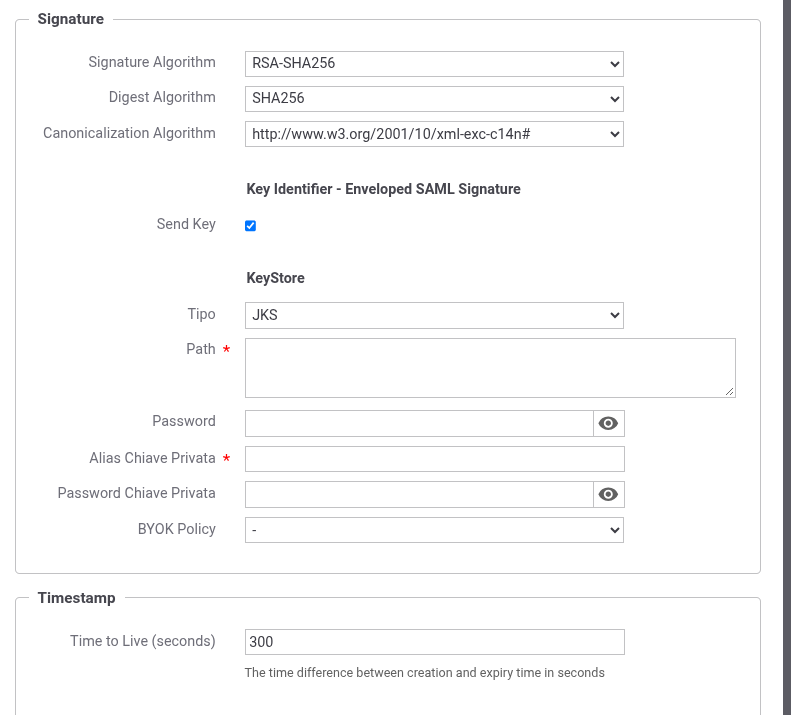 Signature
Signature Algorithm RSA-SHA256
Digest Algorithm SHA256
Canonicalization Algorithm http://www.w3.org/2001/10/xml-exc-c14n#
Key Identifier - Enveloped SAML Signature
Send Key
KeyStore
Tipo JKS
Path *
Password
Alias Chiave Privata *
Password Chiave Privata
BYOK Policy -
Timestamp
Time to Live (seconds) 300
The time difference between creation and expiry time in seconds